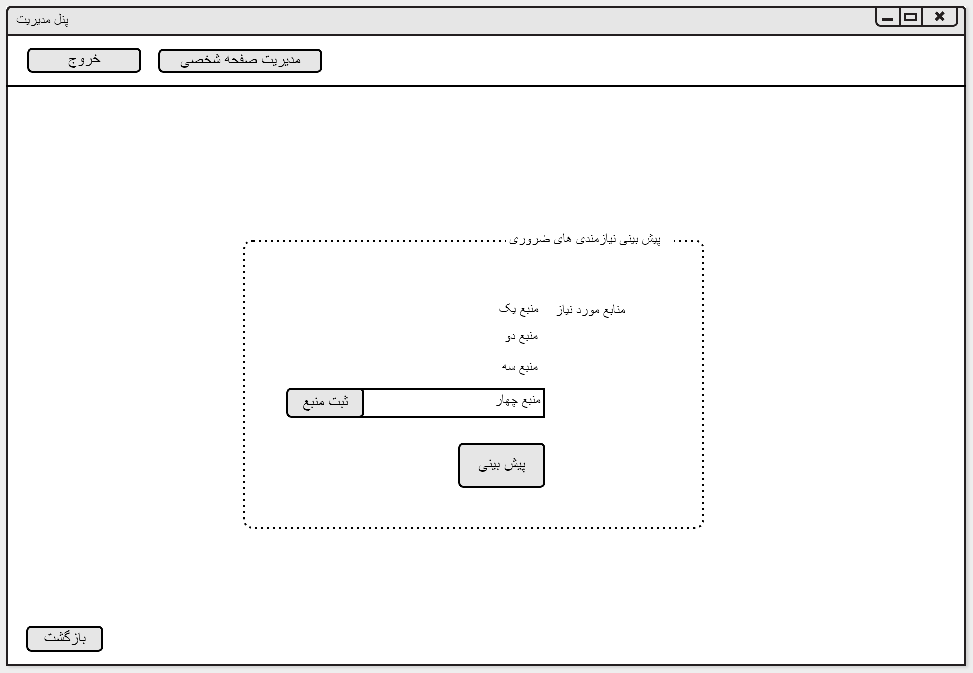 پنل مدیریت
مدیریت صفحه شخصی
خروج
پیش بینی نیازمندی های ضروری
منابع مورد نیاز
منبع یک
منبع دو
منبع سه
منبع چهار
ثبت منبع
پیش بینی
بازگشت